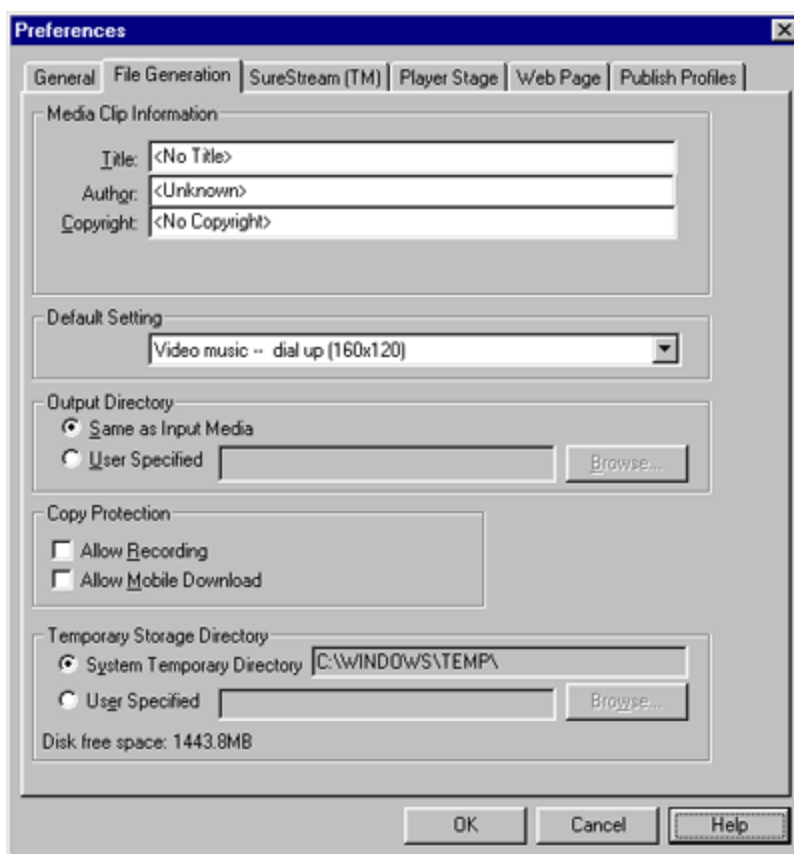 Preferences
General File Generation SureStream (TM) Player Stage Web Page Publish Profiles
Media Clip Information
Title: <No Title>
Author: <Unknown>
Copyright: <No Copyright>
Default Setting
Video music -- dial up (160x120)
Output Directory
Same as Input Media
User Specified Browse...
Copy Protection
Allow Recording
Allow Mobile Download
Temporary Storage Directory
System Temporary Directory C:\WINDOWS\TEMP\
User Specified Browse...
Disk free space: 1443.8MB
OK Cancel Help